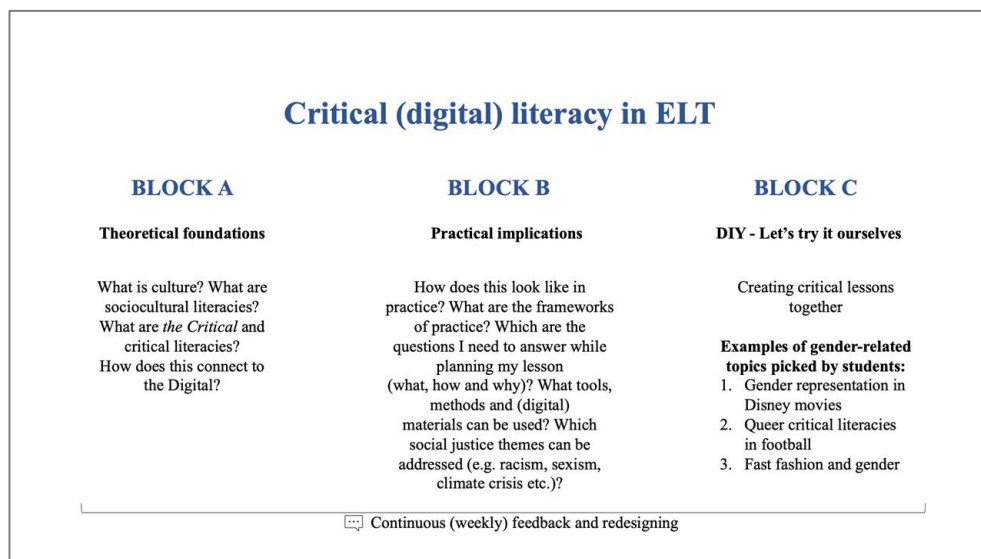 Critical (digital) literacy in ELT
BLOCK A
Theoretical foundations
What is culture? What are
sociocultural literacies?
What are the Critical and
critical literacies?
How does this connect to
the Digital?
BLOCK B
Practical implications
How does this look like in
practice? What are the frameworks
of practice? Which are the
questions I need to answer while
planning my lesson
(what, how and why)? What tools,
methods and (digital)
materials can be used? Which
social justice themes can be
addressed (e.g. racism, sexism,
climate crisis etc.)?
BLOCK C
DIY - Let’s try it ourselves
Creating critical lessons
together
Examples of gender-related
topics picked by students:
1. Gender representation in
Disney movies
2. Queer critical literacies
in football
3. Fast fashion and gender
Continuous (weekly) feedback and redesigning